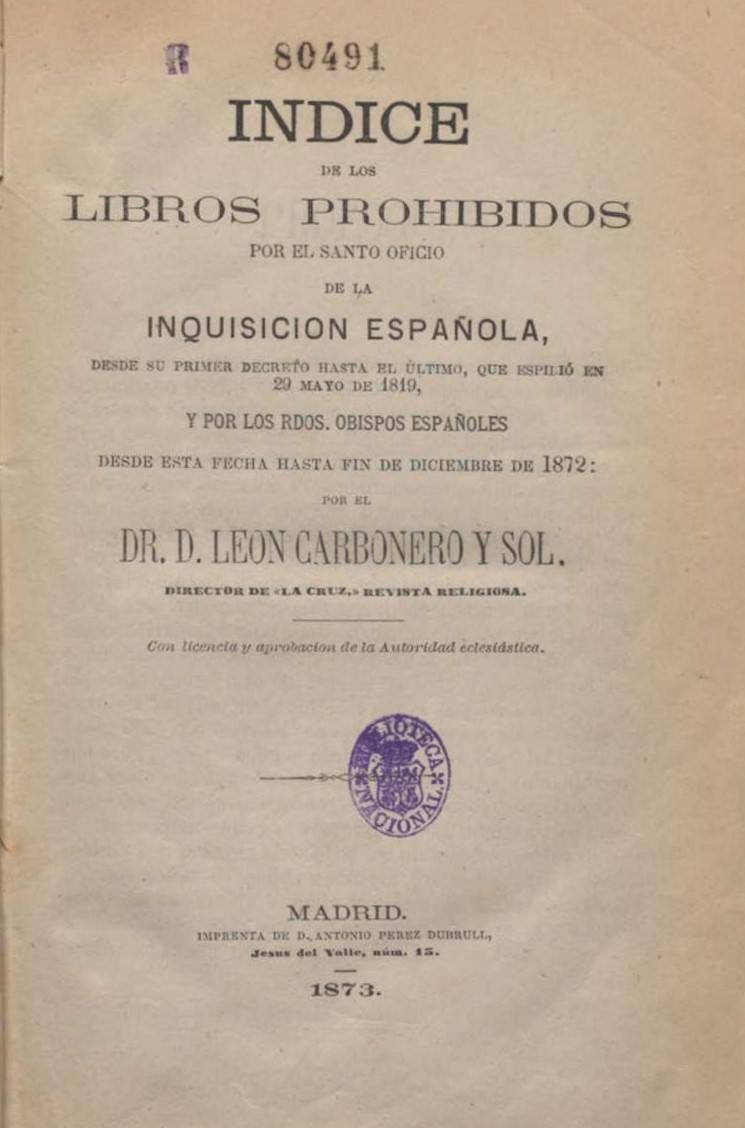 R 80491
INDICE
DE LOS
LIBROS PROHIBIDOS
POR EL SANTO OFICIO
DE LA
INQUISICION ESPAÑOLA,
DESDE SU PRIMER DECRETO HASTA EL ÚLTIMO, QUE ESPILIÓ EN
29 MAYO DE 1819,
Y POR LOS RDOS. OBISPOS ESPAÑOLES
DESDE ESTA FECHA HASTA FIN DE DICIEMBRE DE 1872:
POR EL
DR. D. LEON CARBONERO Y SOL.
DIRECTOR DE «LA CRUZ,» REVISTA RELIGIOSA.
Con licencia y aprobacion de la Autoridad eclesiástica.
BIBLIOTECA
NACIONAL
MADRID.
IMPRENTA DE D. ANTONIO PEREZ DUBRULL,
Jesus del Valle, núm. 15.
1873.